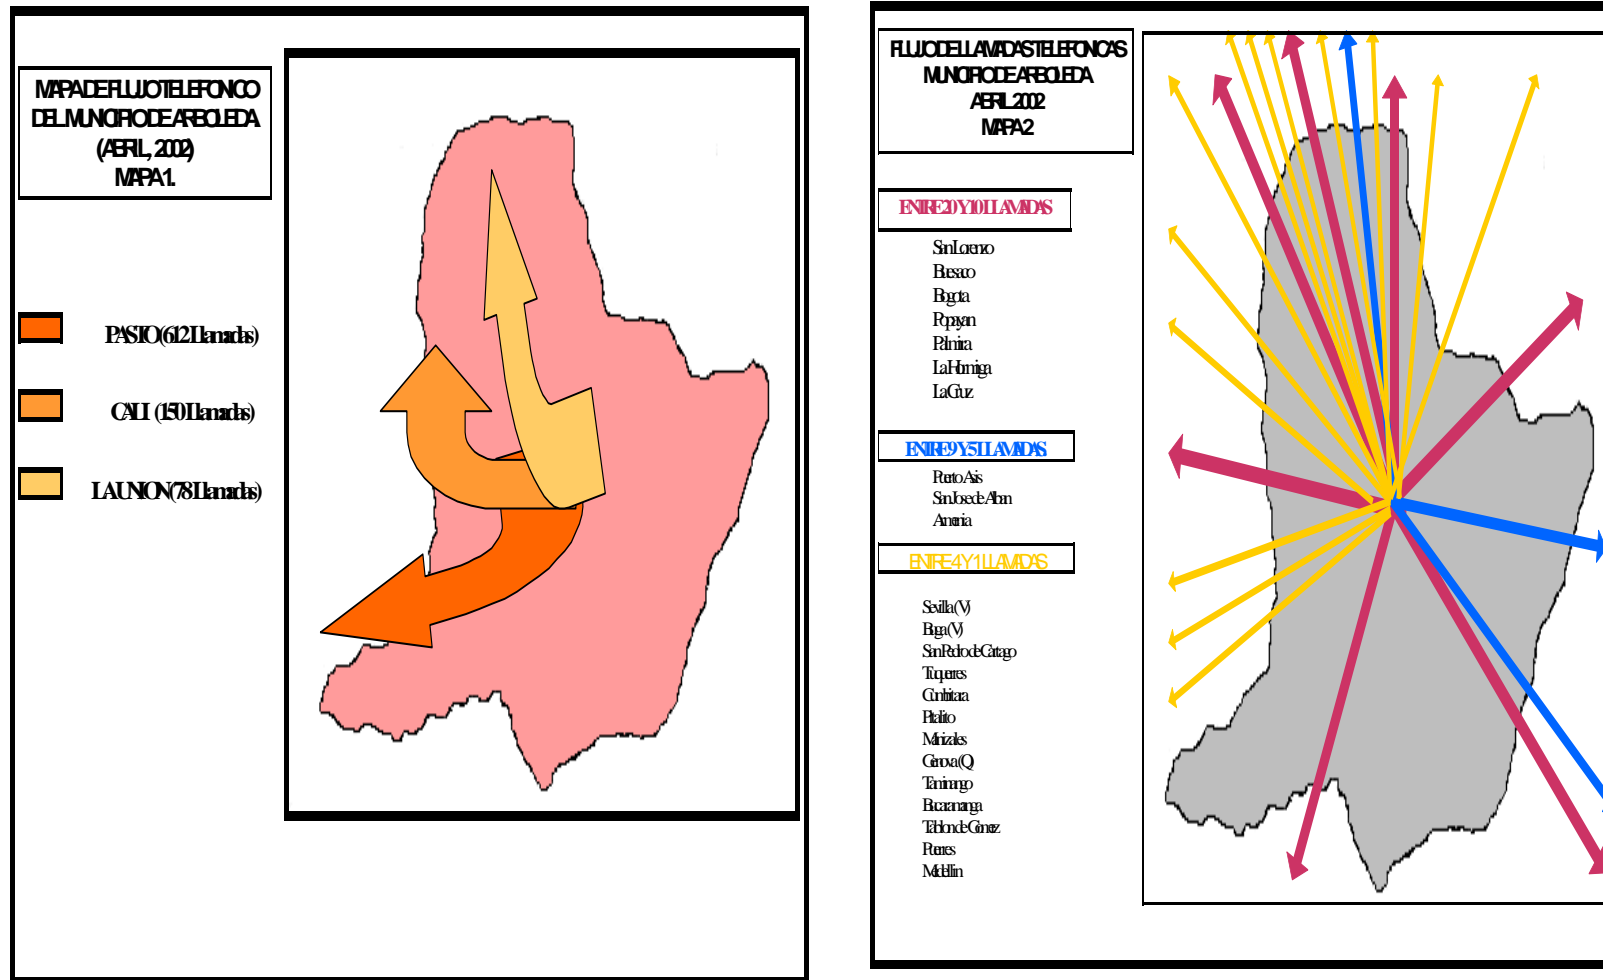 MAPA DE FLUJO TELEFONICO
DEL MUNICIPIO DE ARBOLEDA
(ABRIL, 2002)
MAPA 1.
PASTO (612 Llamadas)
CALI (150 Llamadas)
LA UNION (78 Llamadas)
FLUJO DE LLAMADAS TELEFONICAS
MUNICIPIO DE ARBOLEDA
ABRIL 2002
MAPA 2
ENTRE 20 Y 10 LLAMADAS
San Lorenzo
Buesaco
Bogota
Popayan
Palmira
La Hormiga
La Cruz
ENTRE 9 Y 5 LLAMADAS
Puerto Asis
San Jose de Alban
Armenia
ENTRE 4 Y 1 LLAMADAS
Sevilla (V)
Buga (V)
San Pedro de Cartago
Tuquerres
Cumbitara
Pitalito
Manizales
Genova (Q)
Taminango
Bucaramanga
Tablon de Gomez
Puerres
Medellin